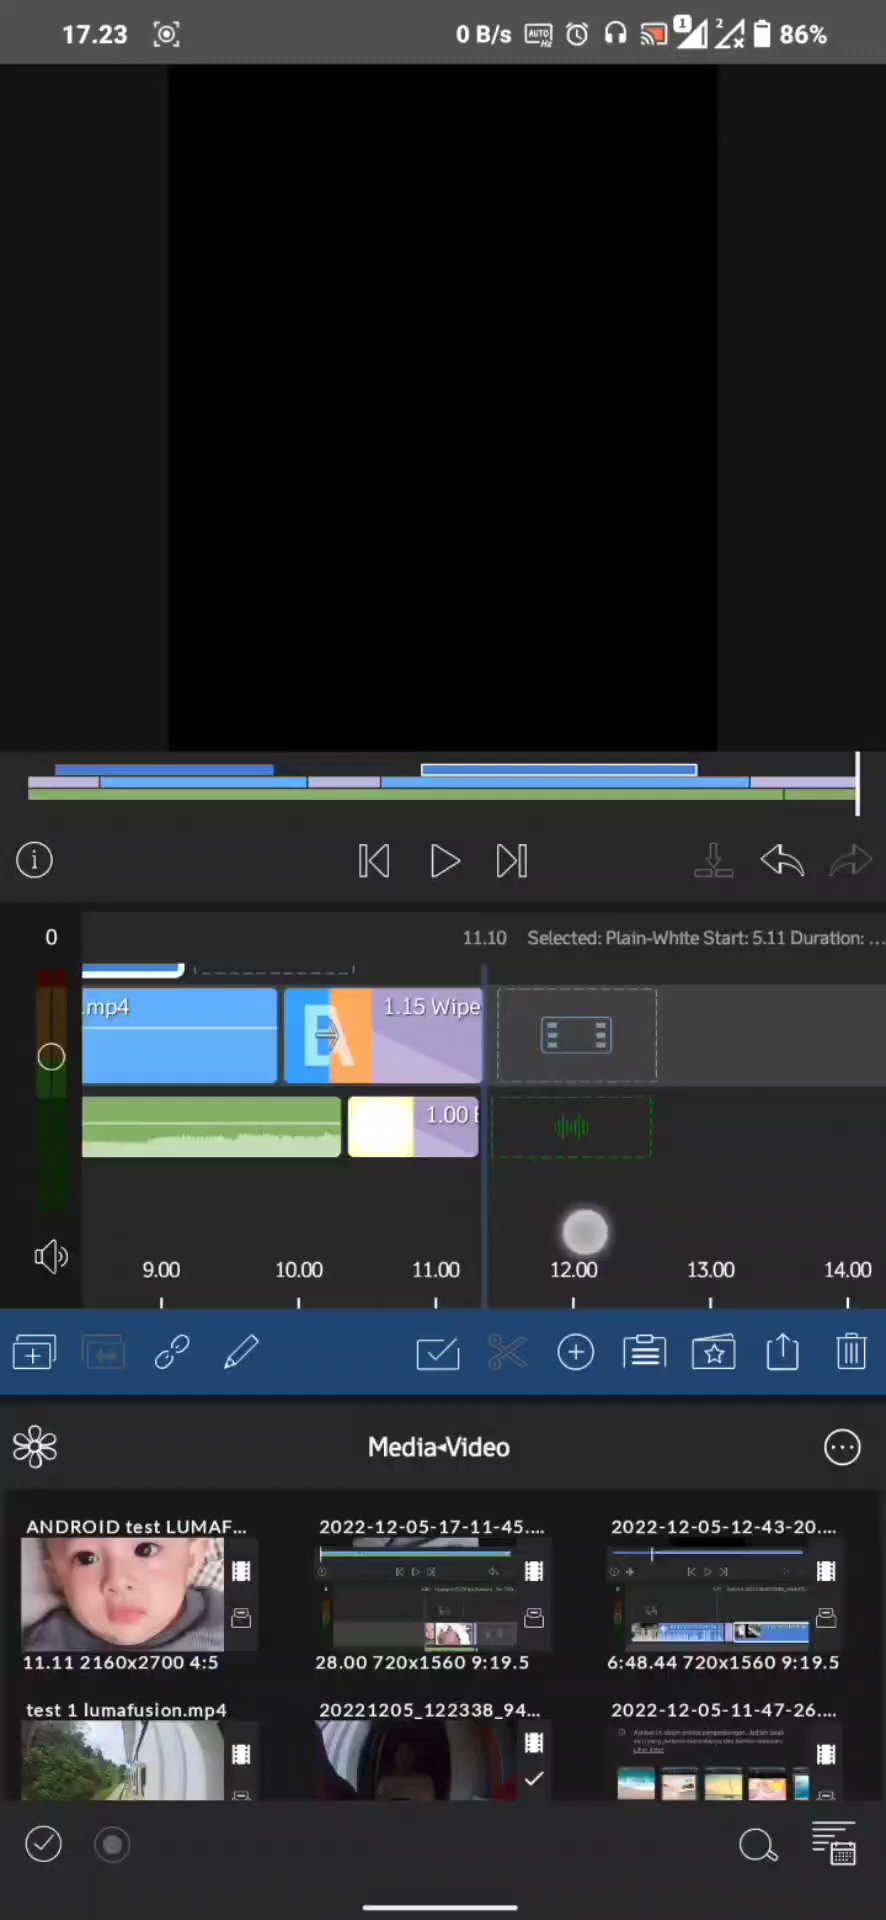 17.23 0 B/s AUTO Hz 1 2 86%
0 11.10 Selected: Plain-White Start: 5.11 Duration: ...
.mp4 1.15 Wipe
1.00
9.00 10.00 11.00 12.00 13.00 14.00
Media◂Video
ANDROID test LUMAF... 2022-12-05-17-11-45.... 2022-12-05-12-43-20....
11.11 2160x2700 4:5 28.00 720x1560 9:19.5 6:48.44 720x1560 9:19.5
test 1 lumafusion.mp4 20221205_122338_94... 2022-12-05-11-47-26....